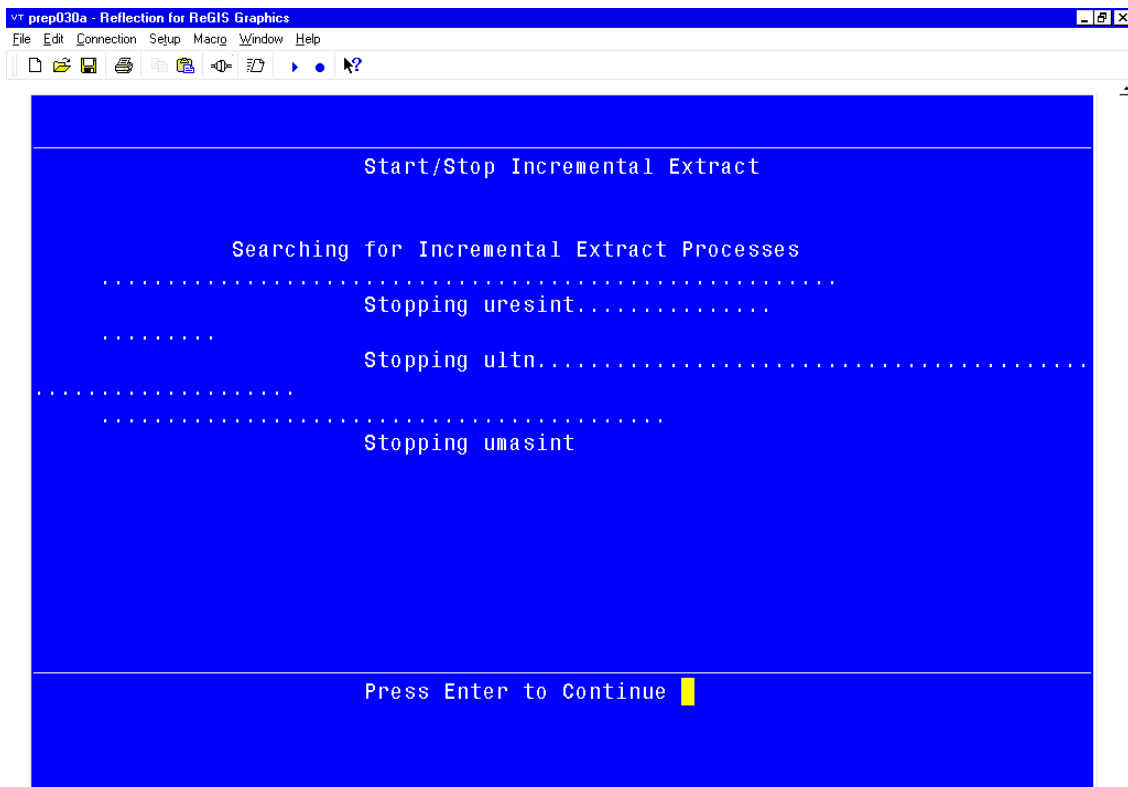 VT prep030a - Reflection for ReGIS Graphics
File Edit Connection Setup Macro Window Help
Start/Stop Incremental Extract
Searching for Incremental Extract Processes
........................................................
Stopping uresint...............
.........
Stopping ultn..........................................
....................
...........................................
Stopping umasint
Press Enter to Continue